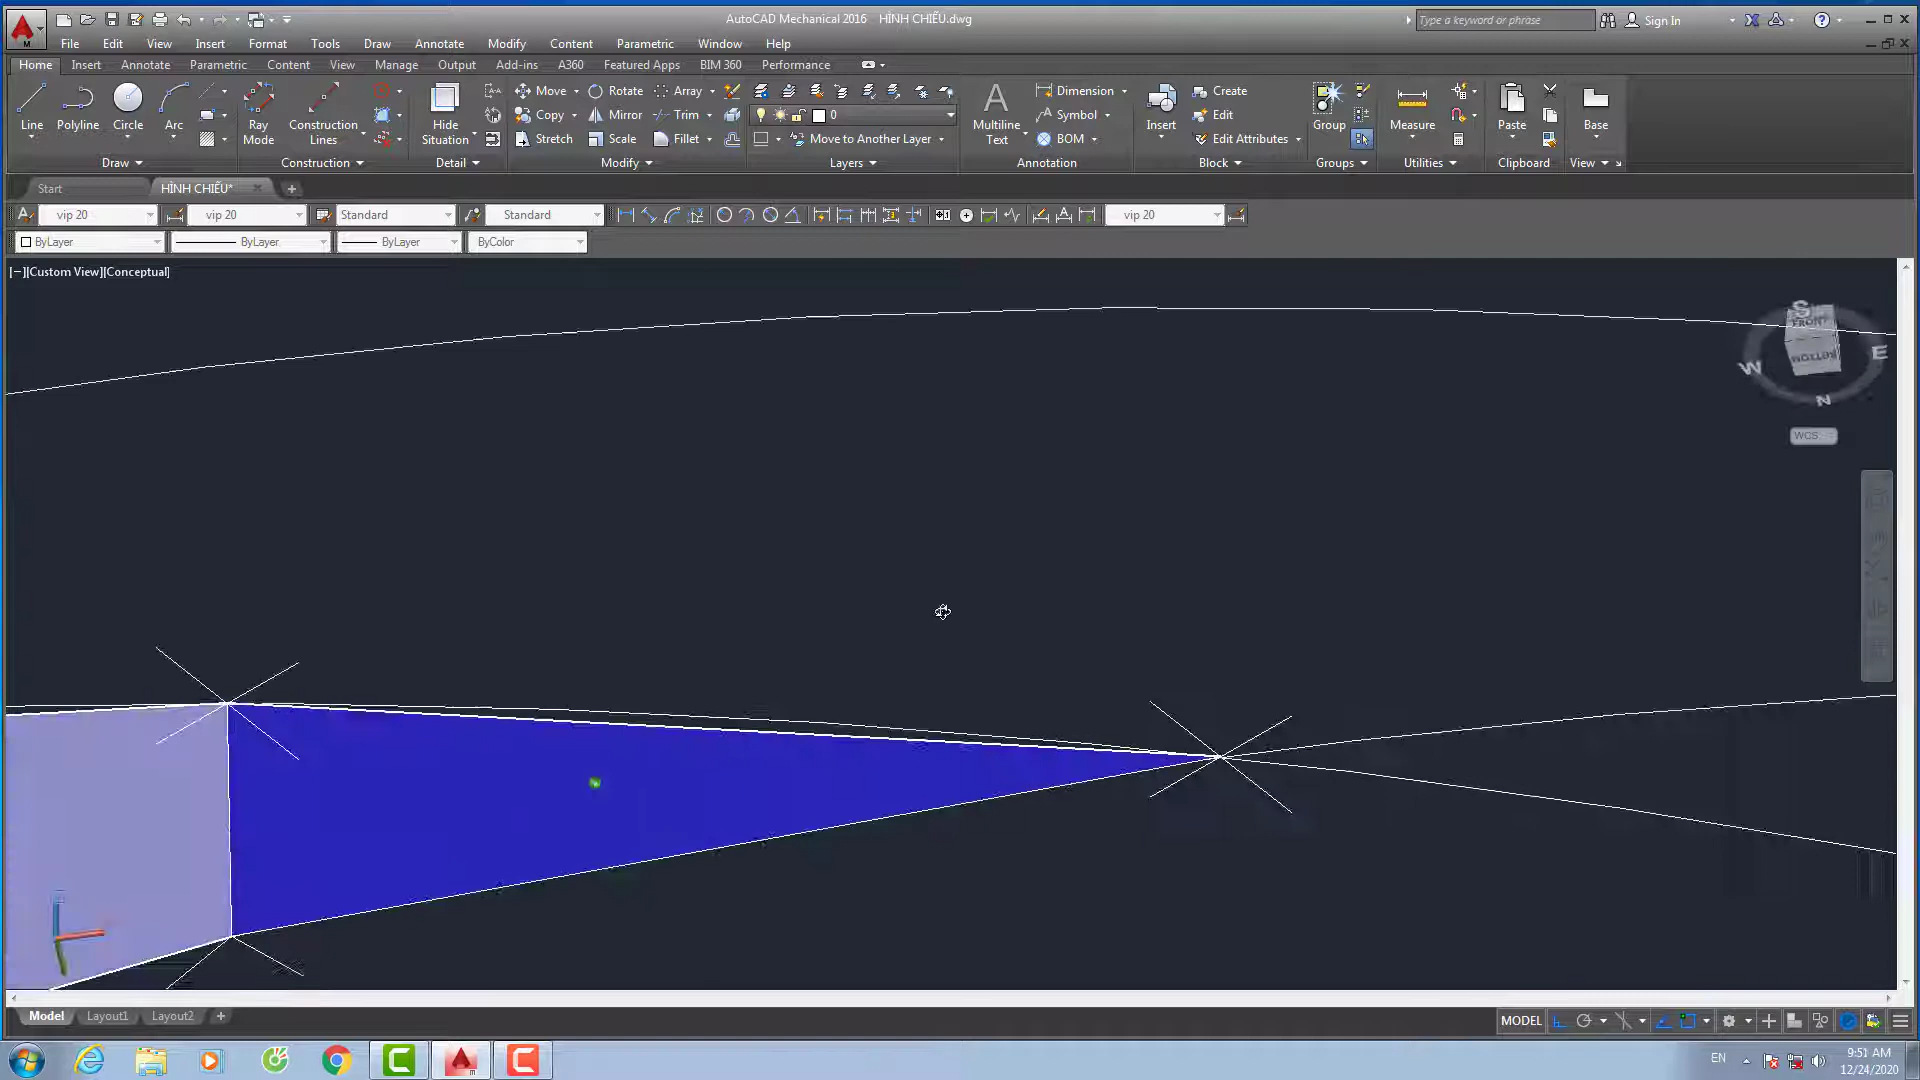 AutoCAD Mechanical 2016 HÌNH CHIẾU.dwg
Type a keyword or phrase
Sign In
M
File Edit View Insert Format Tools Draw Annotate Modify Content Parametric Window Help
Home Insert Annotate Parametric Content View Manage Output Add-ins A360 Featured Apps BIM 360 Performance
Line Polyline Circle Arc
Ray Mode
Construction Lines
Hide Situation
Move Rotate Array
Copy Mirror Trim
Stretch Scale Fillet
0
Move to Another Layer
Multiline Text
Dimension
Symbol
BOM
Insert
Create
Edit
Edit Attributes
Group
Measure
Paste
Base
Draw Construction Detail Modify Layers Annotation Block Groups Utilities Clipboard View
Start HÌNH CHIẾU*
vip 20 vip 20 Standard Standard vip 20
ByLayer ByLayer ByLayer ByColor
[−][Custom View][Conceptual]
S
FRONT
BOTTOM
W
E
N
WCS
Model Layout1 Layout2
MODEL
EN
9:51 AM
12/24/2020